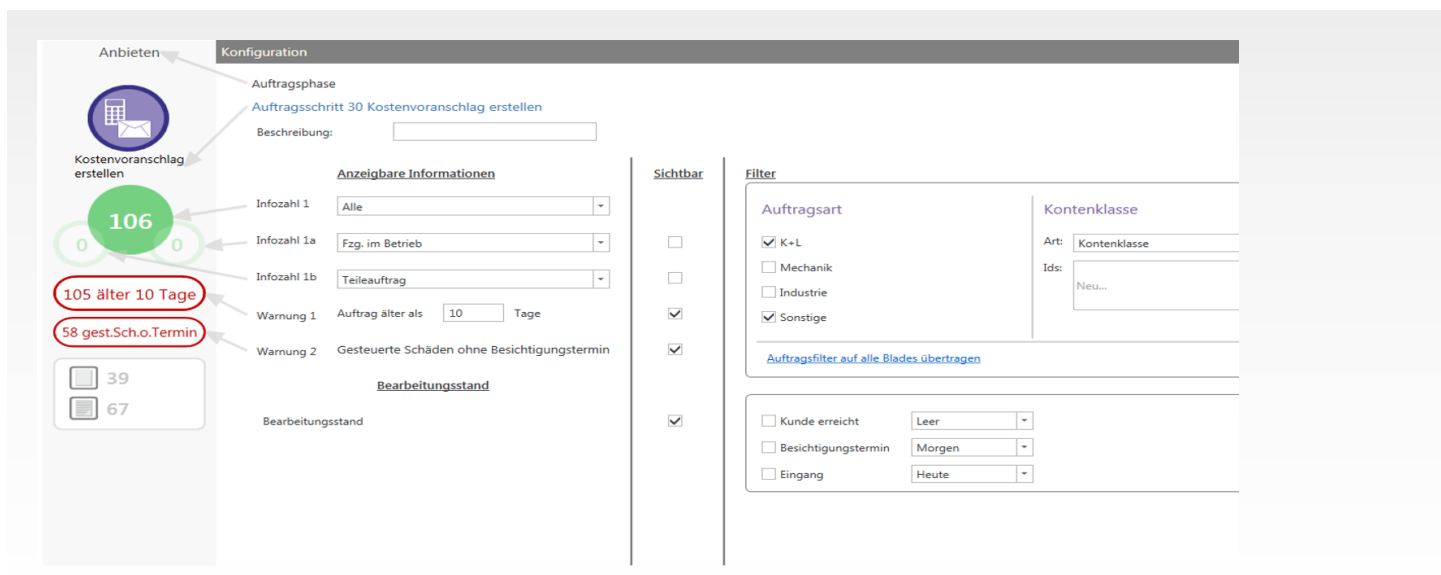 Anbieten
Konfiguration
Auftragsphase
Auftragsschritt 30 Kostenvoranschlag erstellen
Beschreibung:
Kostenvoranschlag
erstellen
Anzeigbare Informationen
Sichtbar
Filter
Infozahl 1 Alle
Auftragsart
Kontenklasse
106
0 0
Infozahl 1a Fzg. im Betrieb
K+L
Art: Kontenklasse
Mechanik
Ids:
Infozahl 1b Teileauftrag
Neu...
Industrie
105 älter 10 Tage
Warnung 1 Auftrag älter als 10 Tage
Sonstige
58 gest.Sch.o.Termin
Warnung 2 Gesteuerte Schäden ohne Besichtigungstermin
Auftragsfilter auf alle Blades übertragen
39
67
Bearbeitungsstand
Bearbeitungsstand
Kunde erreicht Leer
Besichtigungstermin Morgen
Eingang Heute